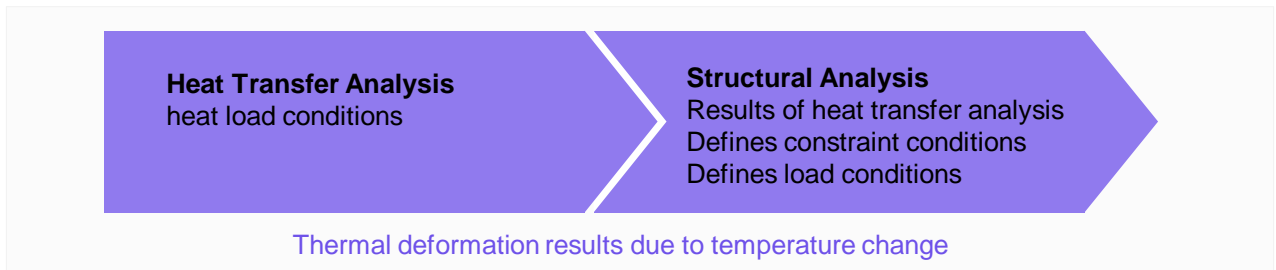 Heat Transfer Analysis
heat load conditions
Structural Analysis
Results of heat transfer analysis
Defines constraint conditions
Defines load conditions
Thermal deformation results due to temperature change